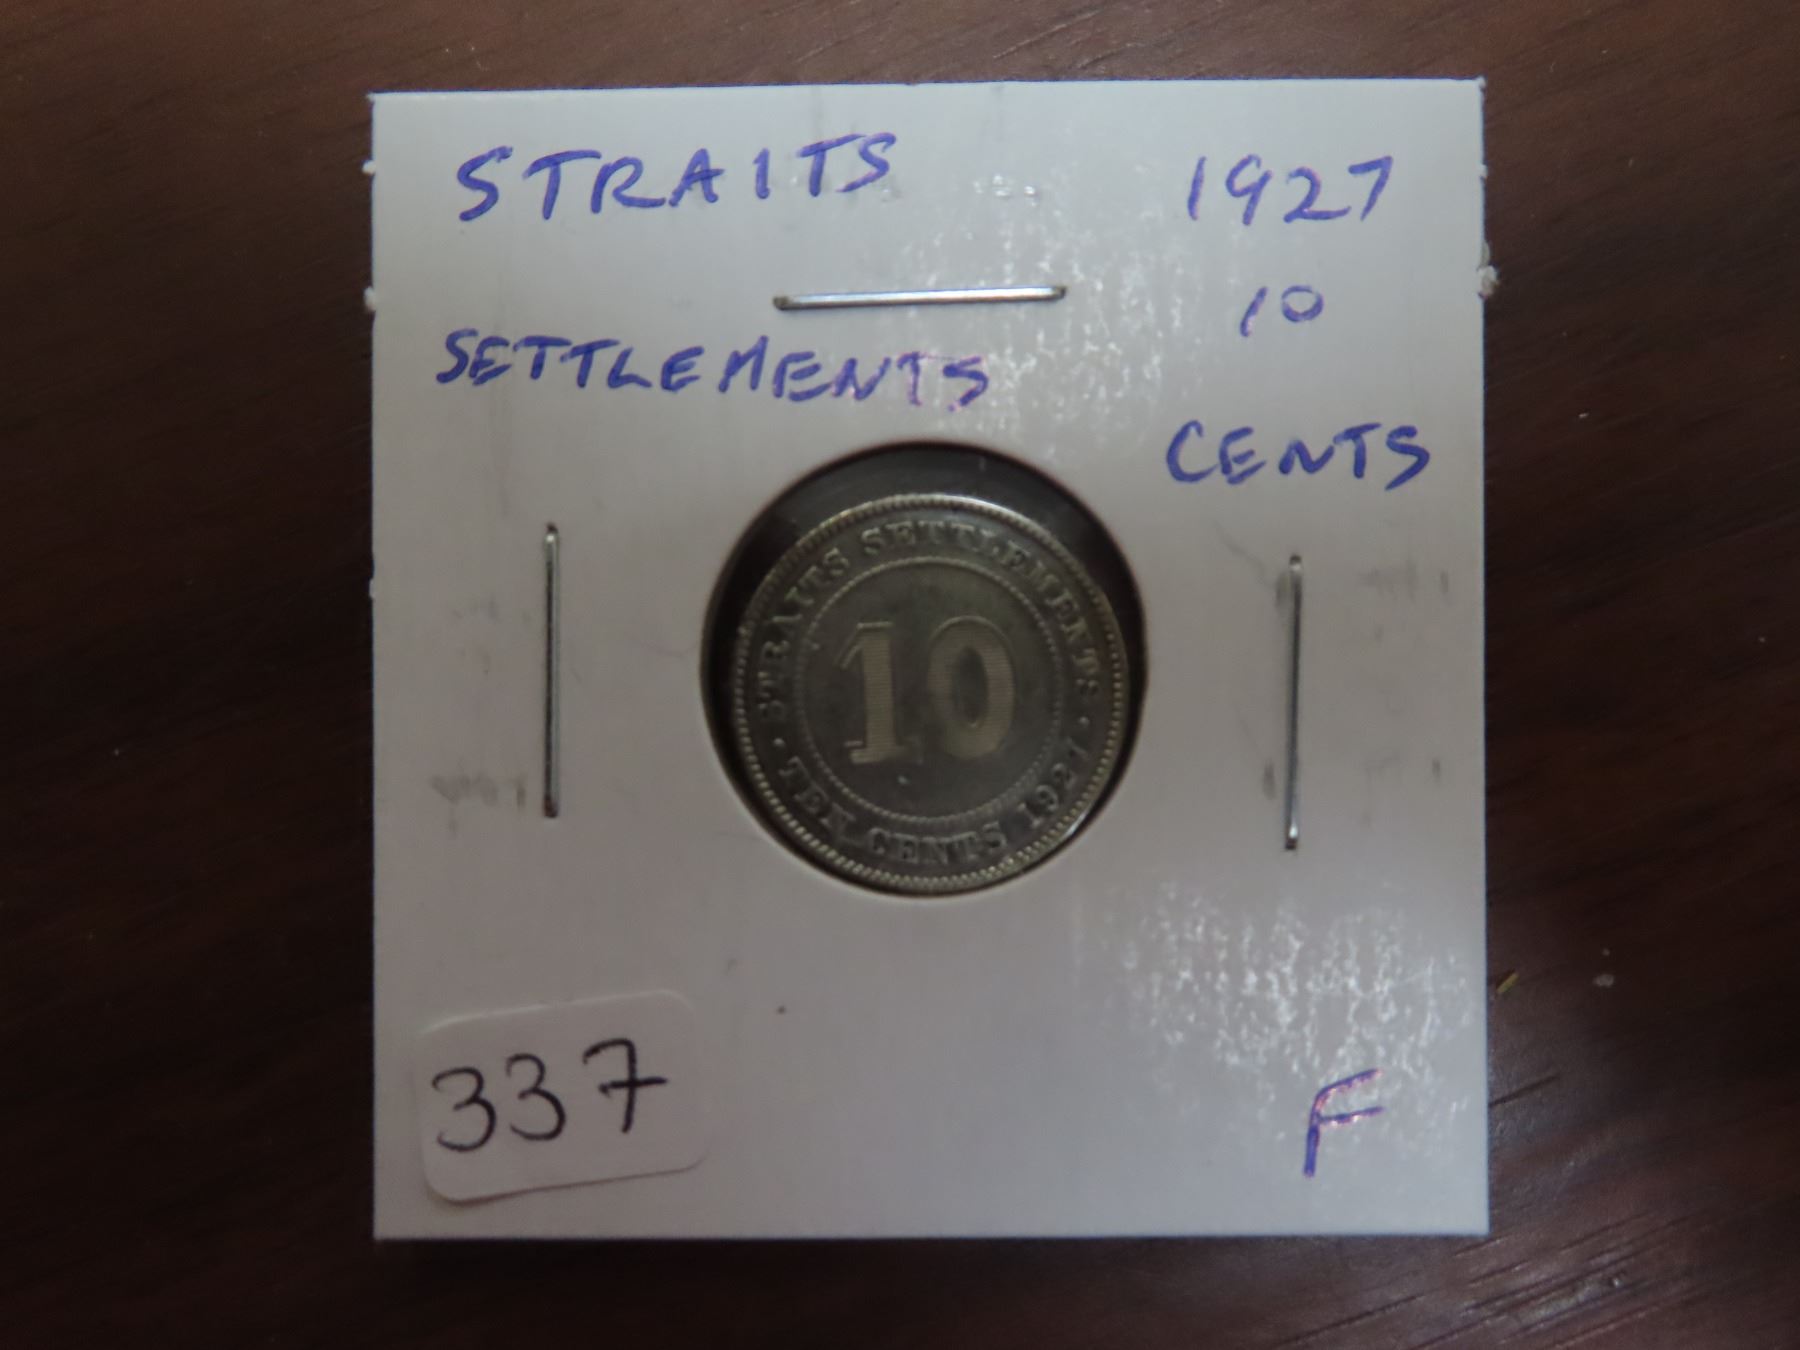 STRAITS 1927
10
SETTLEMENTS
CENTS
STRAITS SETTLEMENTS
10
TEN CENTS 1927
337
F